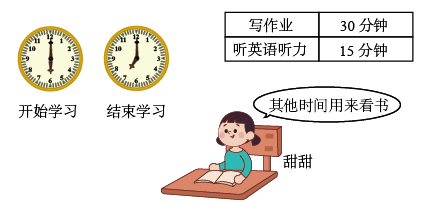 写作业 30 分钟
听英语听力 15 分钟
开始学习 结束学习
其他时间用来看书
甜甜